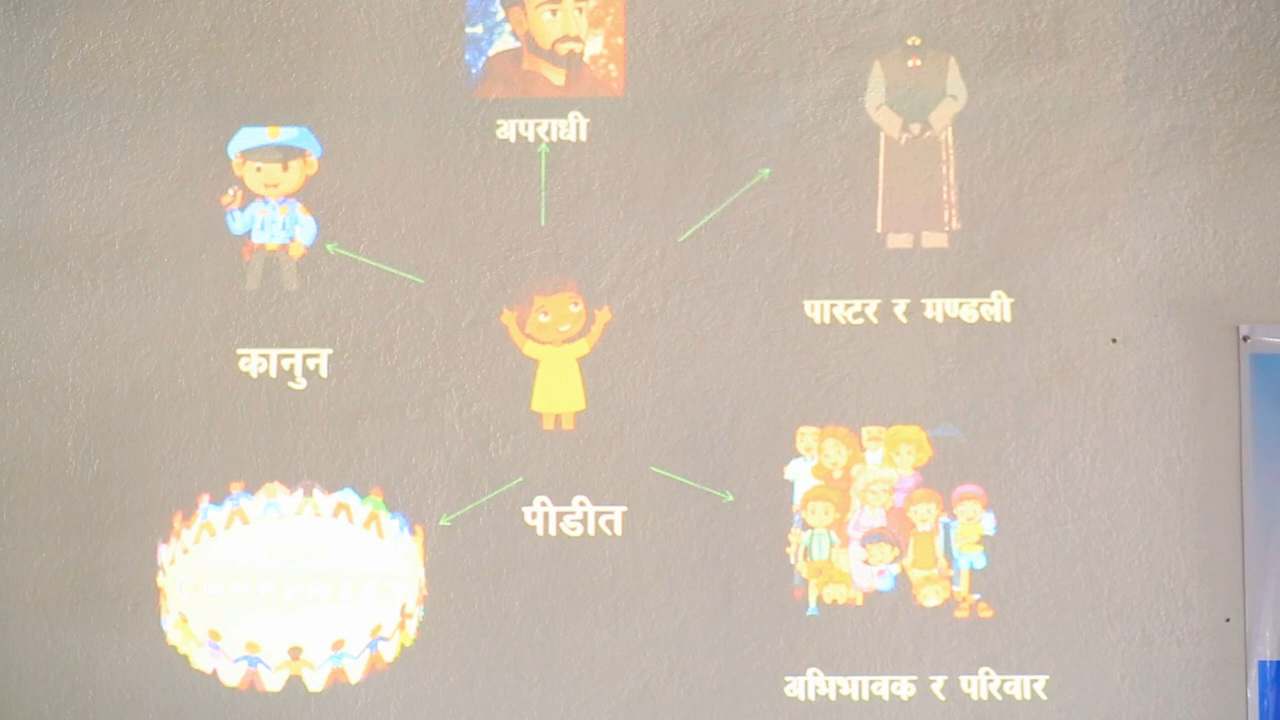 अपराधी
पास्टर र मण्डली
कानुन
पीडीत
अभिभावक र परिवार